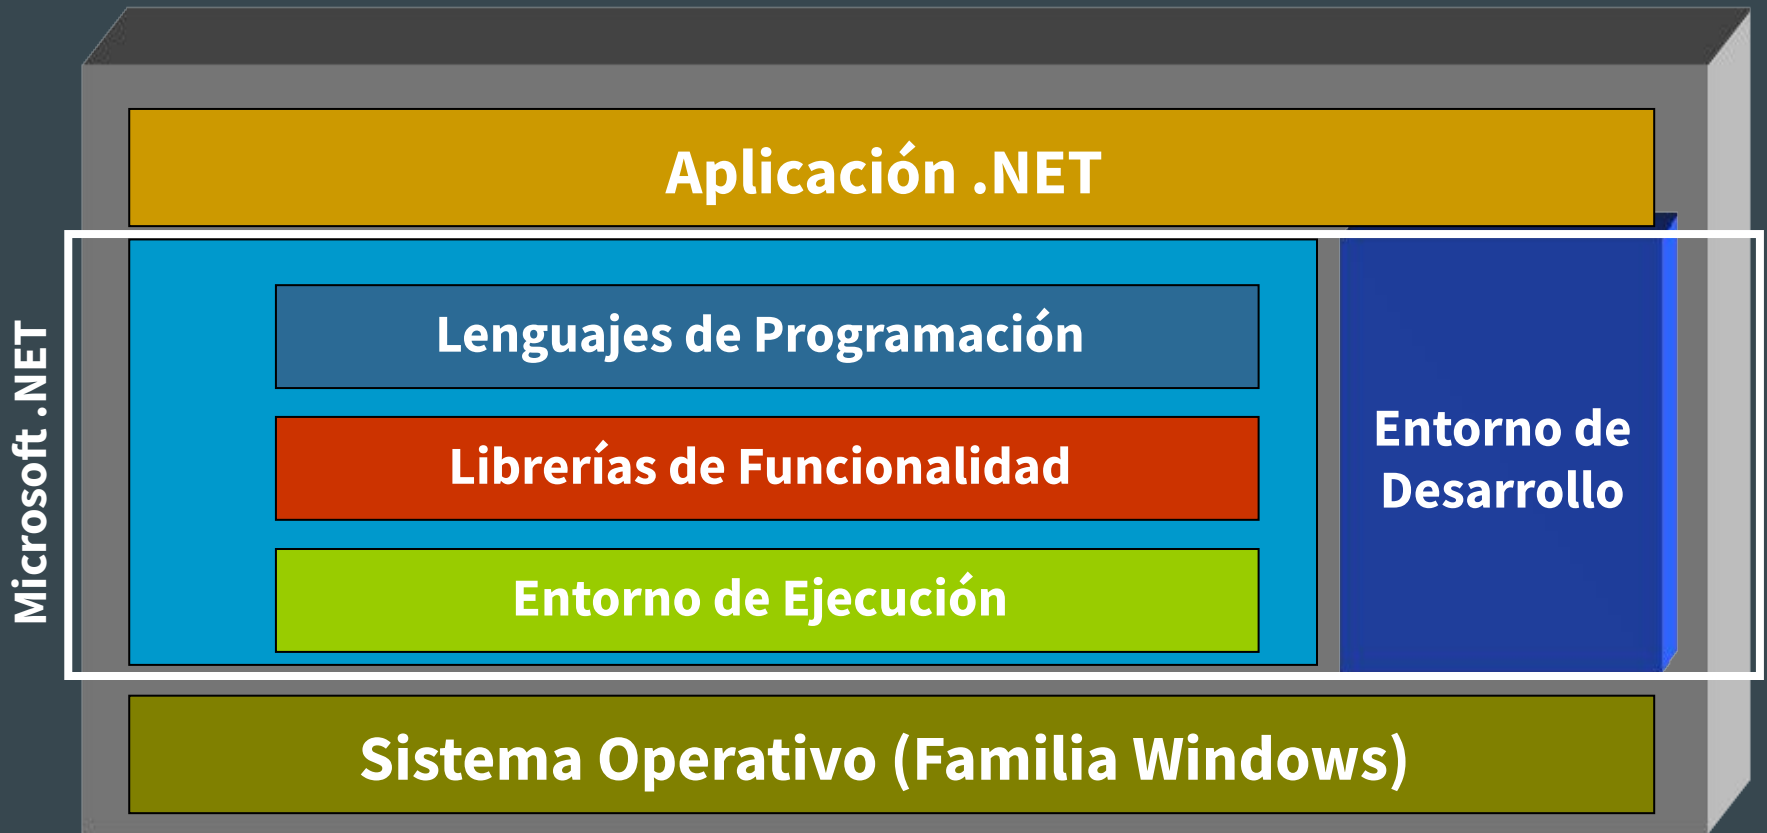 Aplicación .NET
Microsoft .NET
Lenguajes de Programación
Librerías de Funcionalidad
Entorno de Ejecución
Entorno de
Desarrollo
Sistema Operativo (Familia Windows)